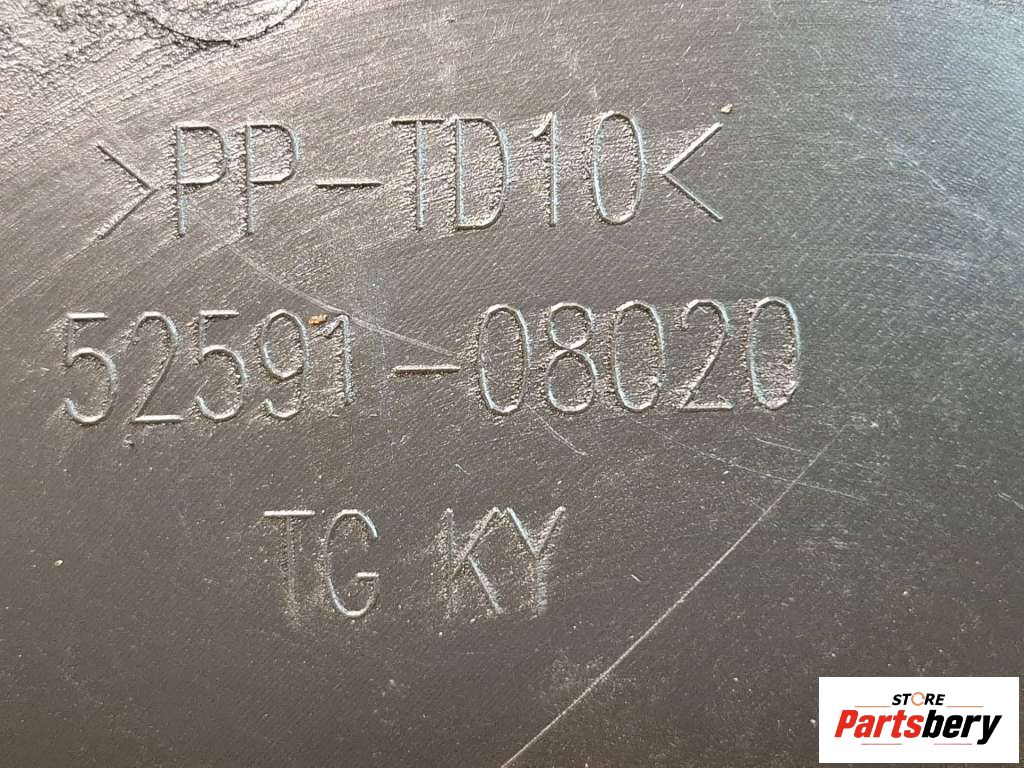 >PP-TD10<
52591-08020
TG KY
STORE
Partsbery